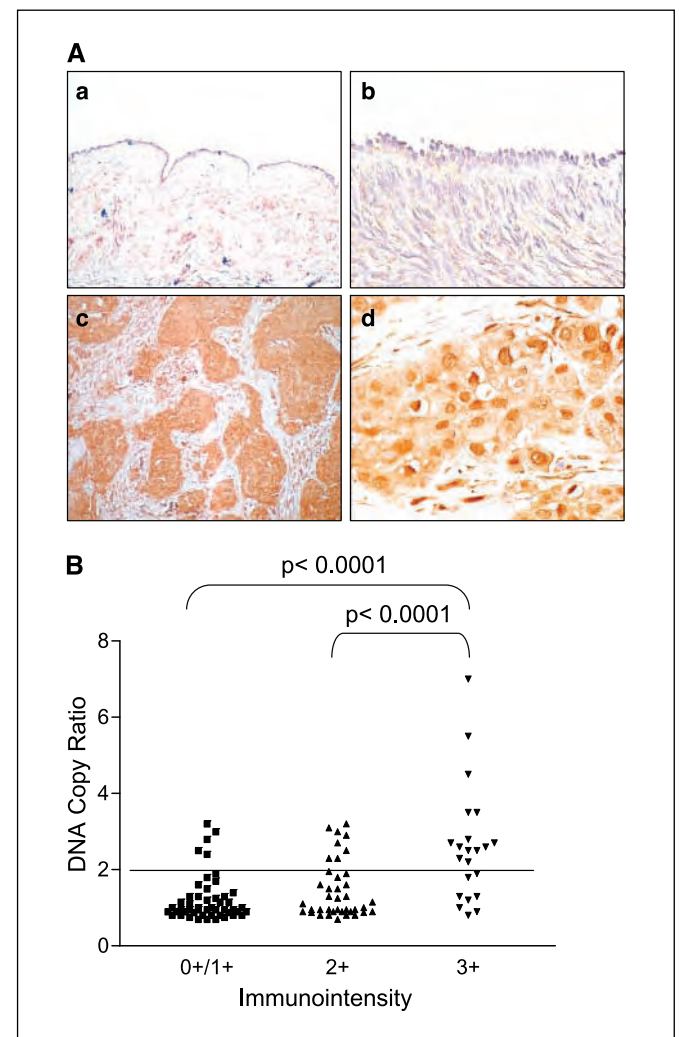 A
a
b
c
d
B
p< 0.0001
p< 0.0001
8
6
4
2
0
DNA Copy Ratio
0+/1+ 2+ 3+
Immunointensity